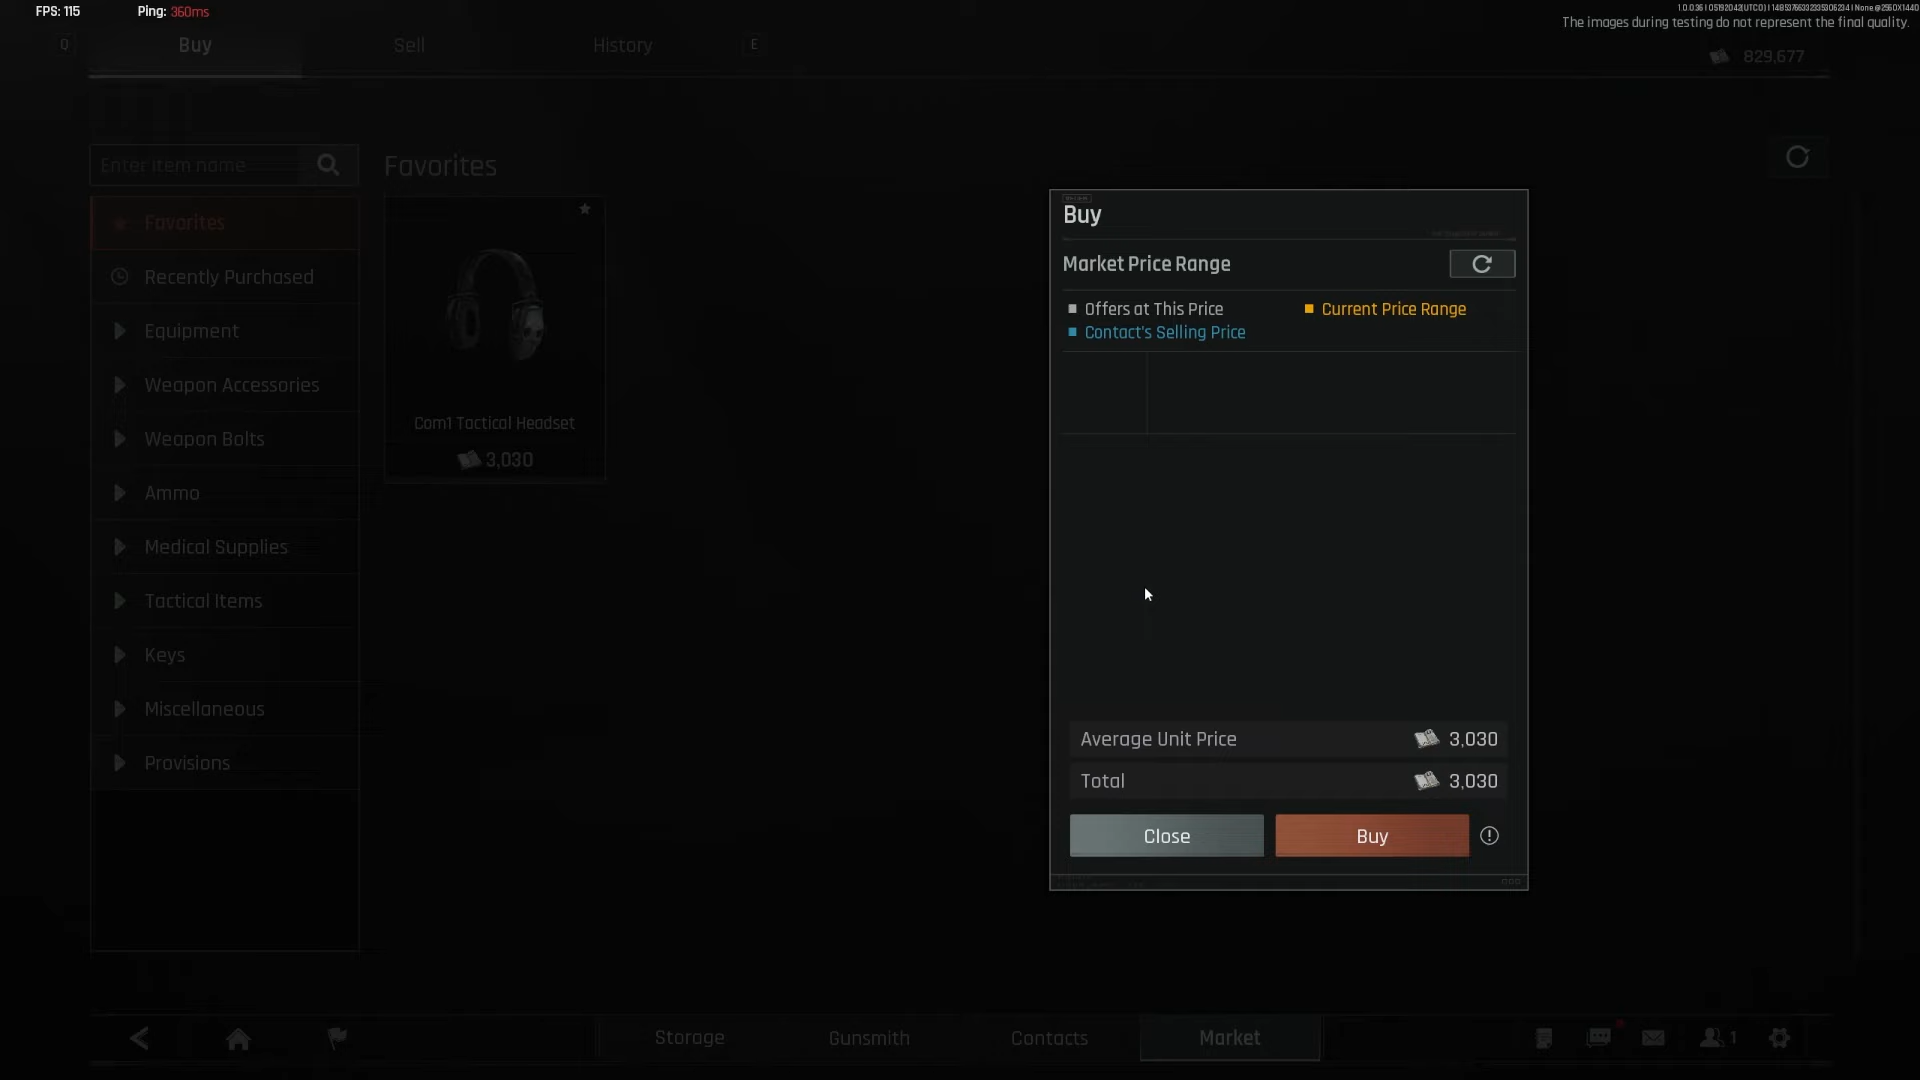 FPS: 115
Ping: 360ms
The images during testing do not represent the final quality.
Q
Buy
Sell
History
E
829,677
Enter item name
Favorites
Favorites
Recently Purchased
Equipment
Weapon Accessories
Weapon Bolts
Ammo
Medical Supplies
Tactical Items
Keys
Miscellaneous
Provisions
Com1 Tactical Headset
3,030
Buy
Market Price Range
Offers at This Price
Current Price Range
Contact's Selling Price
Average Unit Price
3,030
Total
3,030
Close
Buy
Storage
Gunsmith
Contacts
Market
1